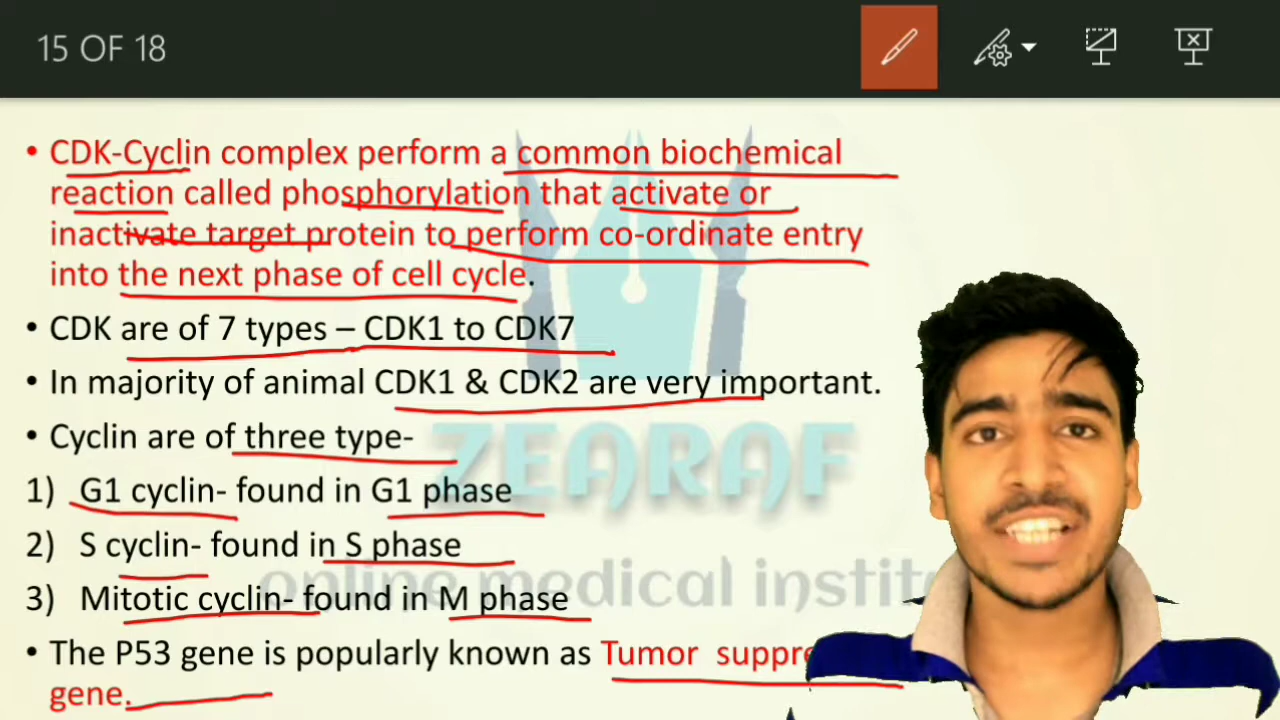 15 OF 18
• CDK-Cyclin complex perform a common biochemical
reaction called phosphorylation that activate or
inactivate target protein to perform co-ordinate entry
into the next phase of cell cycle.
• CDK are of 7 types – CDK1 to CDK7
• In majority of animal CDK1 & CDK2 are very important.
• Cyclin are of three type-
ZEARAF
1) G1 cyclin- found in G1 phase
2) S cyclin- found in S phase
online medical
3) Mitotic cyclin- found in M phase
• The P53 gene is popularly known as Tumor
gene.